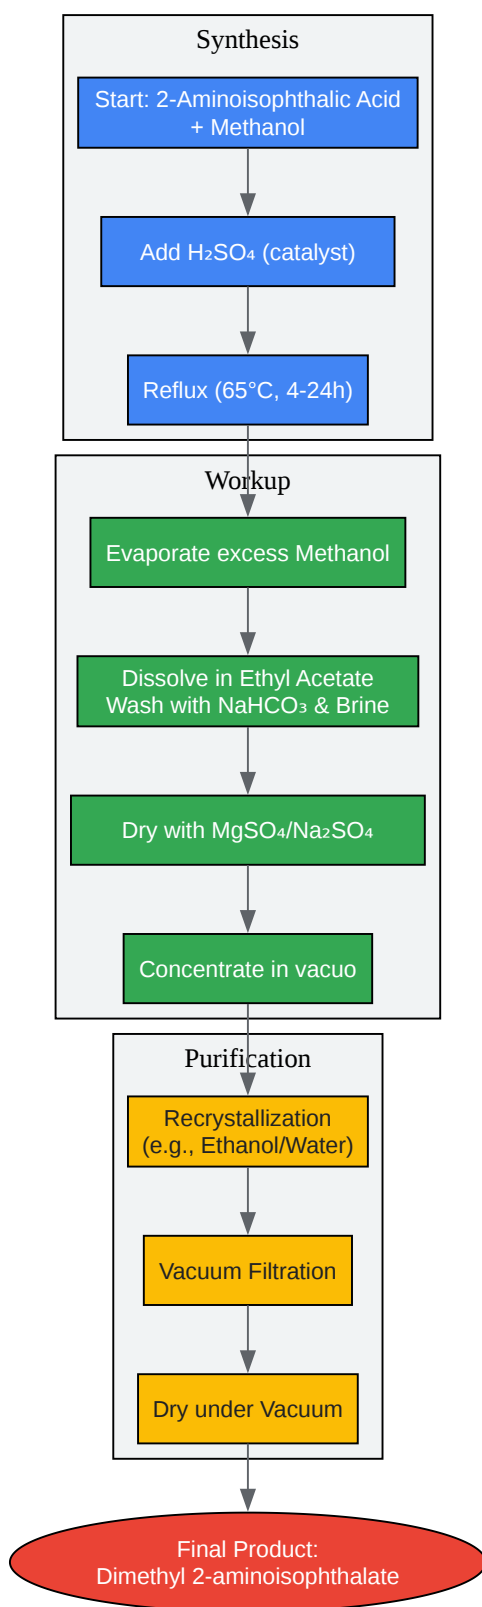 Synthesis
Start: 2-Aminoisophthalic Acid
+ Methanol
Add H₂SO₄ (catalyst)
Reflux (65°C, 4-24h)
Workup
Evaporate excess Methanol
Dissolve in Ethyl Acetate
Wash with NaHCO₃ & Brine
Dry with MgSO₄/Na₂SO₄
Concentrate in vacuo
Purification
Recrystallization
(e.g., Ethanol/Water)
Vacuum Filtration
Dry under Vacuum
Final Product:
Dimethyl 2-aminoisophthalate